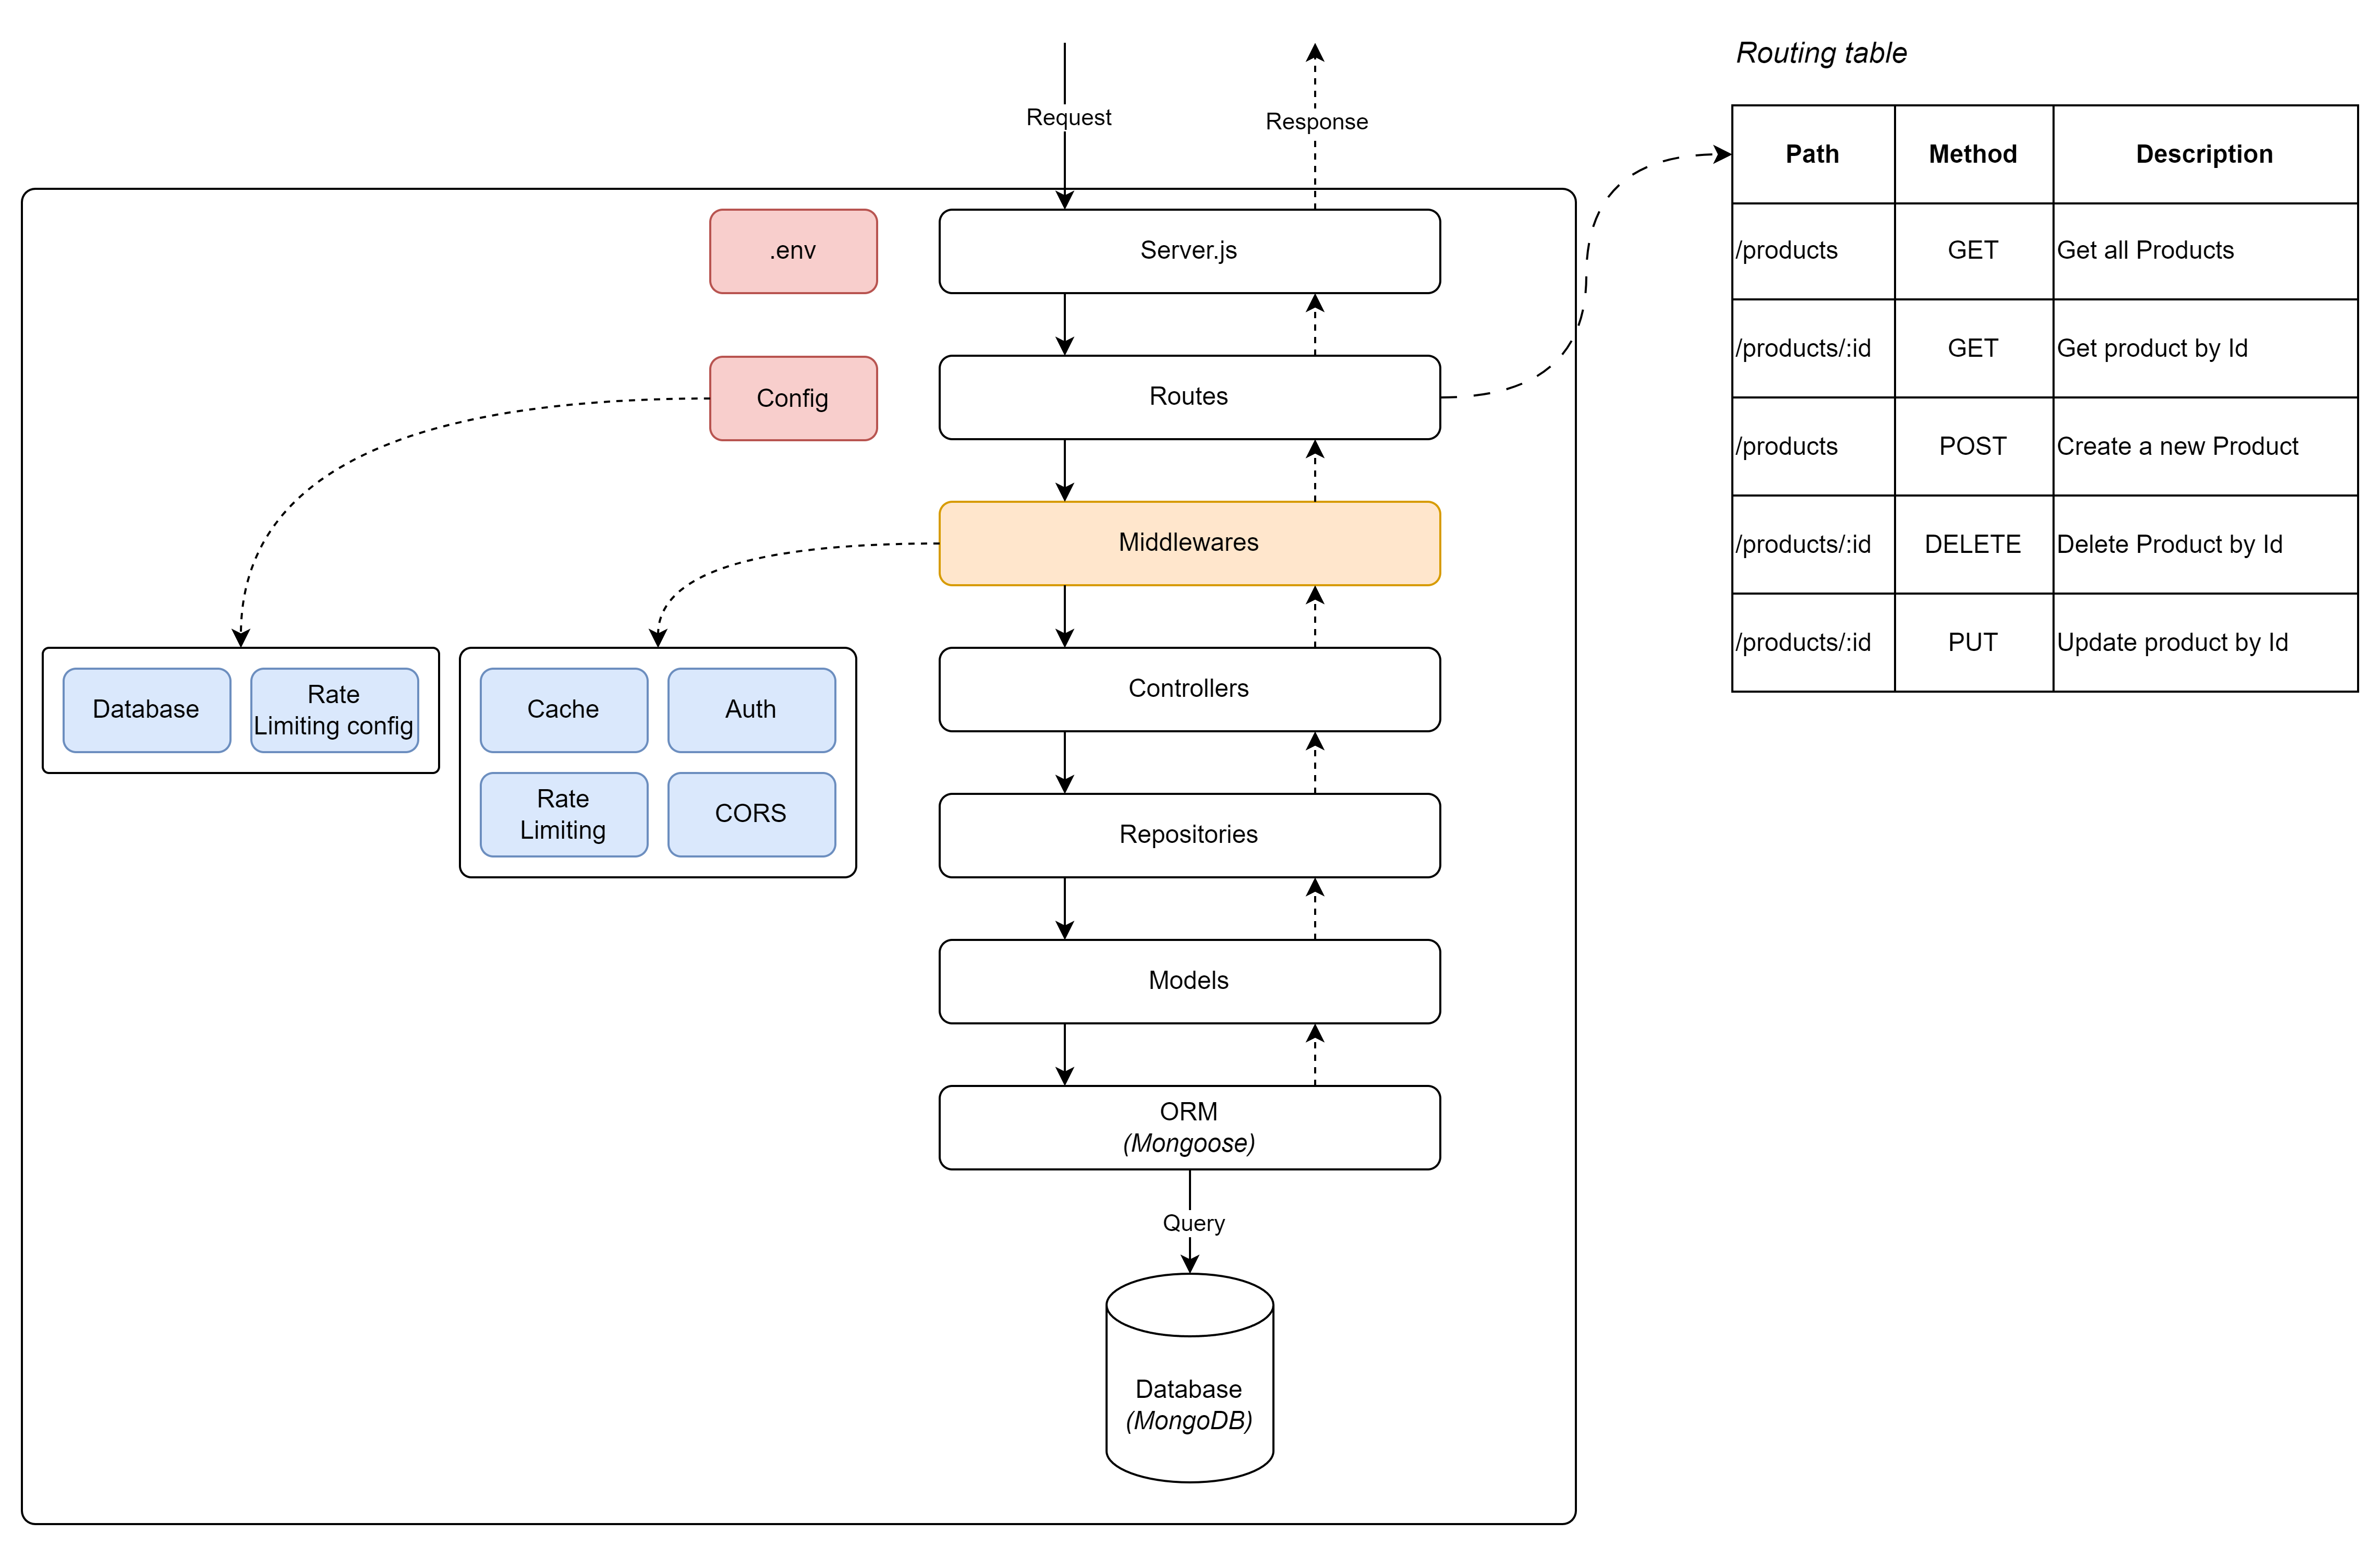 Routing table
Request
Response
Path Method Description
/products GET Get all Products
/products/:id GET Get product by Id
/products POST Create a new Product
/products/:id DELETE Delete Product by Id
/products/:id PUT Update product by Id
.env
Server.js
Config
Routes
Middlewares
Database
Rate
Limiting config
Cache
Auth
Rate
Limiting
CORS
Controllers
Repositories
Models
ORM
(Mongoose)
Query
Database
(MongoDB)